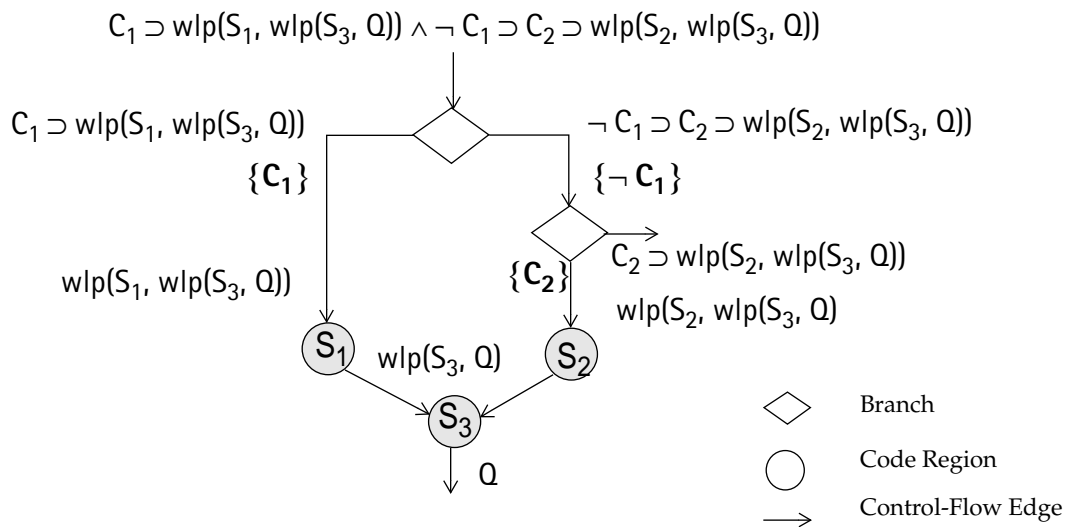 C₁ ⊃ wlp(S₁, wlp(S₃, Q)) ∧ ¬ C₁ ⊃ C₂ ⊃ wlp(S₂, wlp(S₃, Q))
C₁ ⊃ wlp(S₁, wlp(S₃, Q))
¬ C₁ ⊃ C₂ ⊃ wlp(S₂, wlp(S₃, Q))
{C₁}
{¬ C₁}
C₂ ⊃ wlp(S₂, wlp(S₃, Q))
{C₂}
wlp(S₁, wlp(S₃, Q))
wlp(S₂, wlp(S₃, Q)
S₁
wlp(S₃, Q)
S₂
S₃
Q
Branch
Code Region
Control-Flow Edge